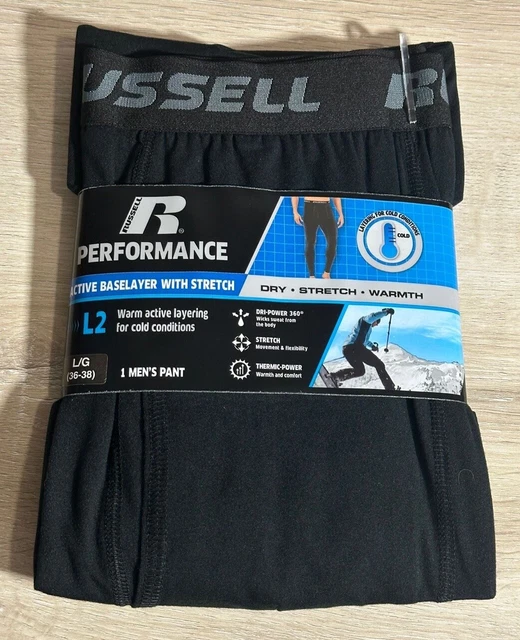 RUSSELL RU
RUSSELL
R®
PERFORMANCE
LAYERING FOR COLD CONDITIONS
COLD
ACTIVE BASELAYER WITH STRETCH
DRY • STRETCH • WARMTH
L2
Warm active layering
for cold conditions
DRI-POWER 360°
Wicks sweat from
the body
STRETCH
Movement & flexibility
THERMIC-POWER
Warmth and comfort
L/G
(36-38)
1 MEN'S PANT